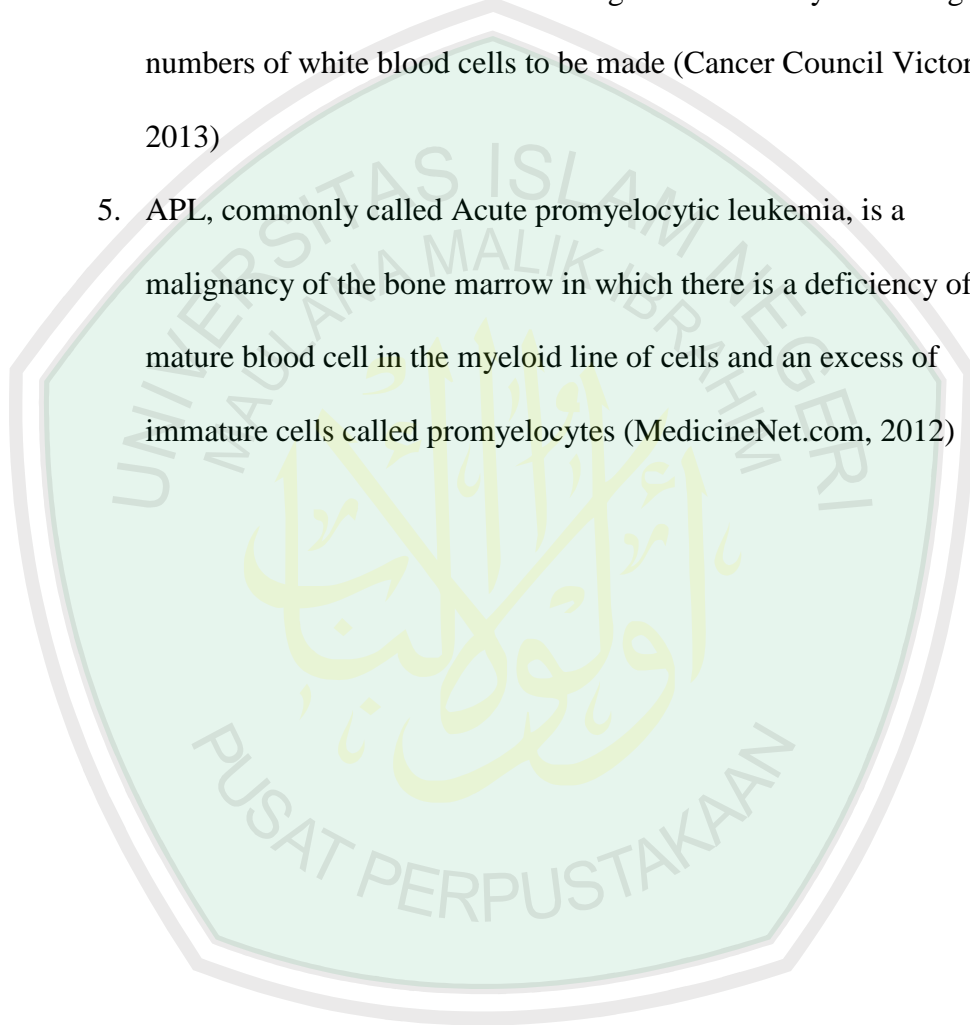 numbers of white blood cells to be made (Cancer Council Victor
2013)
5. APL, commonly called Acute promyelocytic leukemia, is a
malignancy of the bone marrow in which there is a deficiency of
mature blood cell in the myeloid line of cells and an excess of
immature cells called promyelocytes (MedicineNet.com, 2012)
UNIVERSITAS ISLAM NEGERI
MAULANA MALIK IBRAHIM
أولو الألباب
PUSAT PERPUSTAKAAN